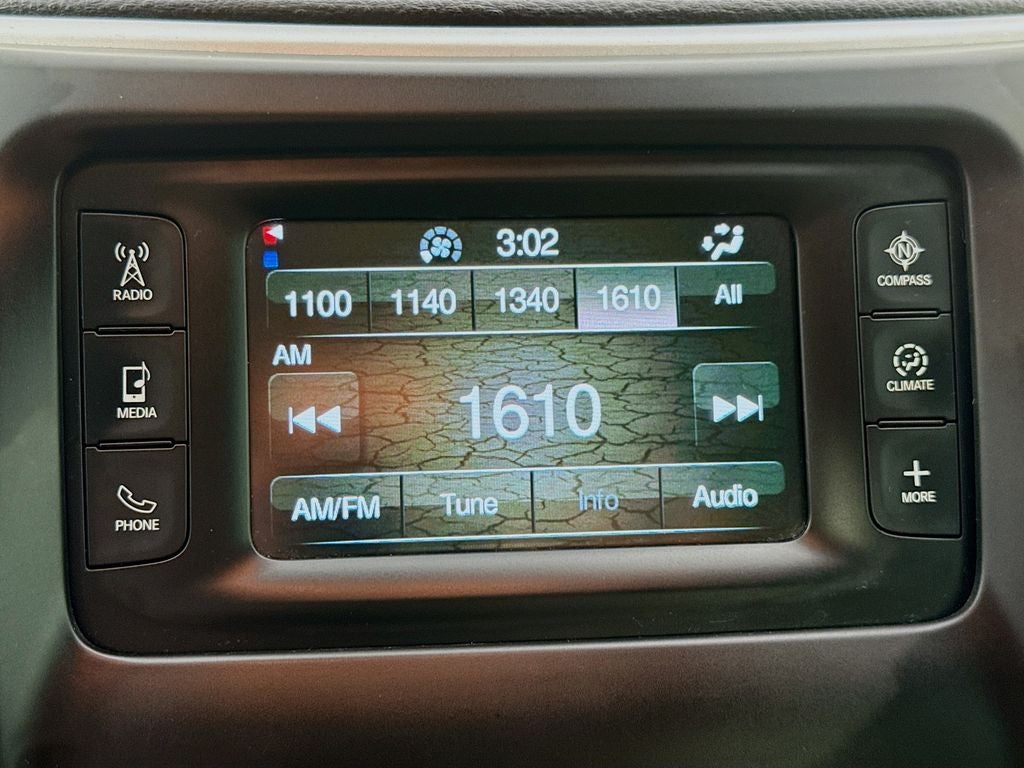 3:02
1100 1140 1340 1610 All
AM
1610
AM/FM Tune Info Audio
RADIO
MEDIA
PHONE
N
COMPASS
CLIMATE
MORE